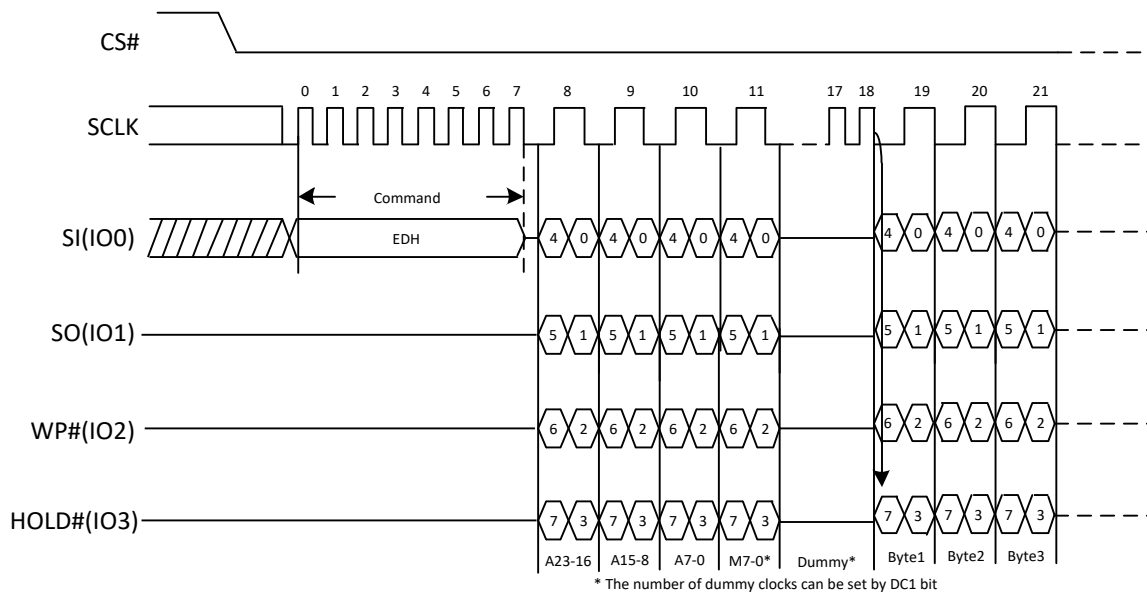 CS#
0 1 2 3 4 5 6 7 8 9 10 11 17 18 19 20 21
SCLK
Command
SI(IO0) EDH 4 0 4 0 4 0 4 0 4 0 4 0 4 0
SO(IO1) 5 1 5 1 5 1 5 1 5 1 5 1 5 1
WP#(IO2) 6 2 6 2 6 2 6 2 6 2 6 2 6 2
HOLD#(IO3) 7 3 7 3 7 3 7 3 7 3 7 3 7 3
A23-16 A15-8 A7-0 M7-0* Dummy* Byte1 Byte2 Byte3
* The number of dummy clocks can be set by DC1 bit